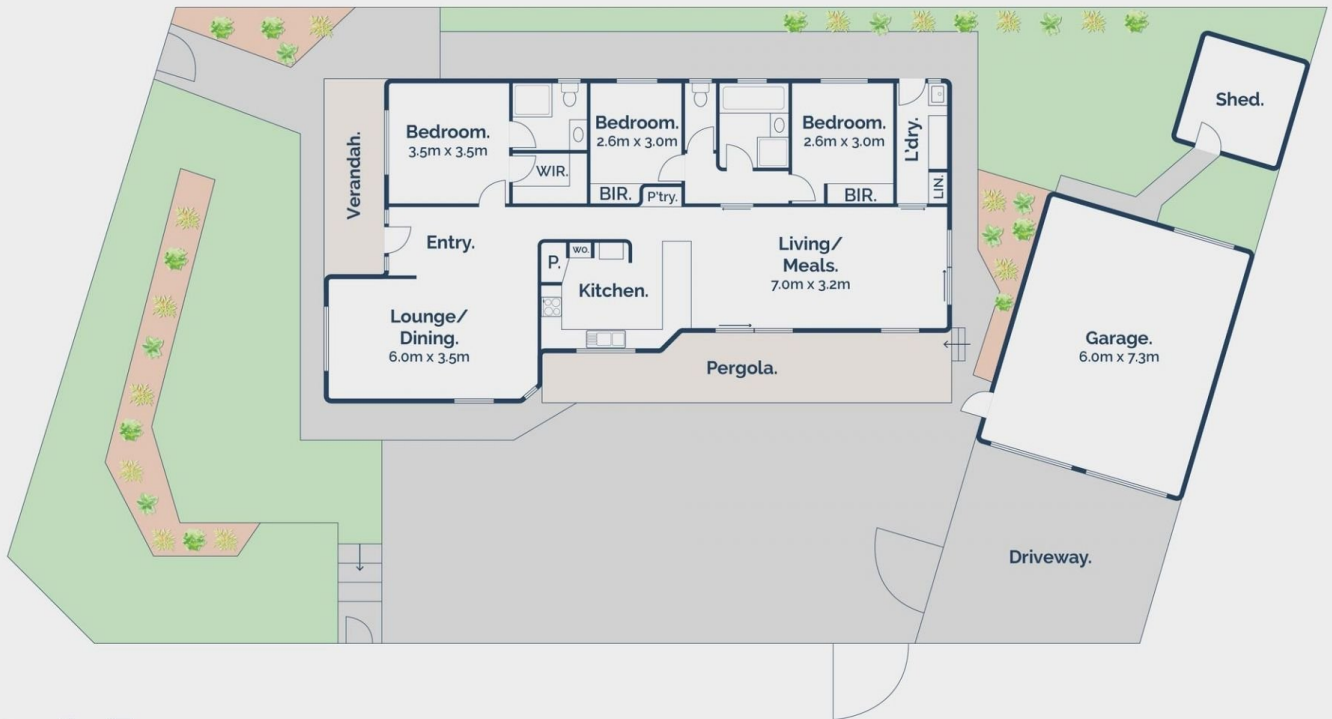 Shed.
Bedroom.
3.5m x 3.5m
Bedroom.
2.6m x 3.0m
Bedroom.
2.6m x 3.0m
L'dry.
Verandah.
WIR.
BIR.
P'try.
BIR.
LIN.
Entry.
P.
WO.
Kitchen.
Living/
Meals.
7.0m x 3.2m
Lounge/
Dining.
6.0m x 3.5m
Pergola.
Garage.
6.0m x 7.3m
Driveway.